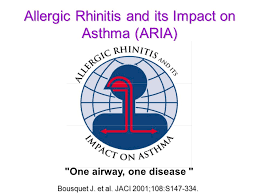 Allergic Rhinitis and its Impact on
Asthma (ARIA)
ALLERGIC RHINITIS AND ITS
IMPACT ON ASTHMA
"One airway, one disease "
Bousquet J. et al. JACI 2001;108:S147-334.